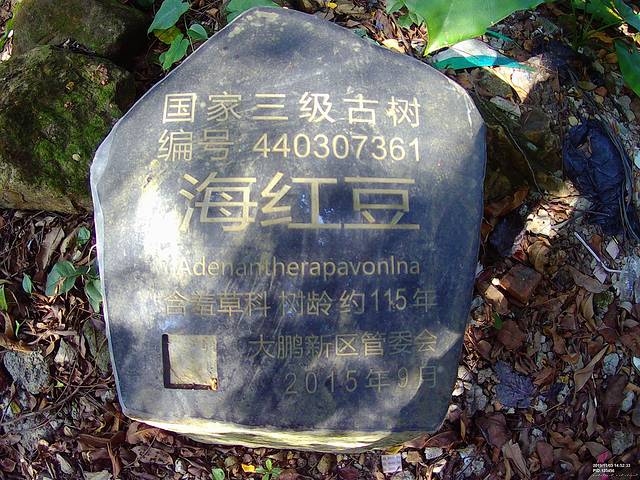 国家三级古树
编号 440307361
海红豆
AdenantherapavonIna
含羞草科 树龄约115年
大鹏新区管委会
2015年9月